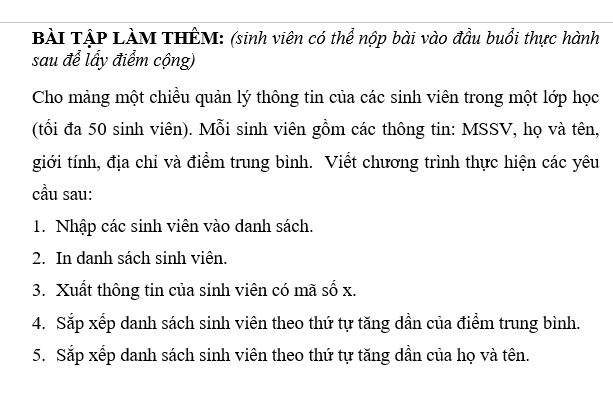 BÀI TẬP LÀM THÊM: (sinh viên có thể nộp bài vào đầu buổi thực hành
sau để lấy điểm cộng)
Cho mảng một chiều quản lý thông tin của các sinh viên trong một lớp học
(tối đa 50 sinh viên). Mỗi sinh viên gồm các thông tin: MSSV, họ và tên,
giới tính, địa chỉ và điểm trung bình. Viết chương trình thực hiện các yêu
cầu sau:
1. Nhập các sinh viên vào danh sách.
2. In danh sách sinh viên.
3. Xuất thông tin của sinh viên có mã số x.
4. Sắp xếp danh sách sinh viên theo thứ tự tăng dần của điểm trung bình.
5. Sắp xếp danh sách sinh viên theo thứ tự tăng dần của họ và tên.